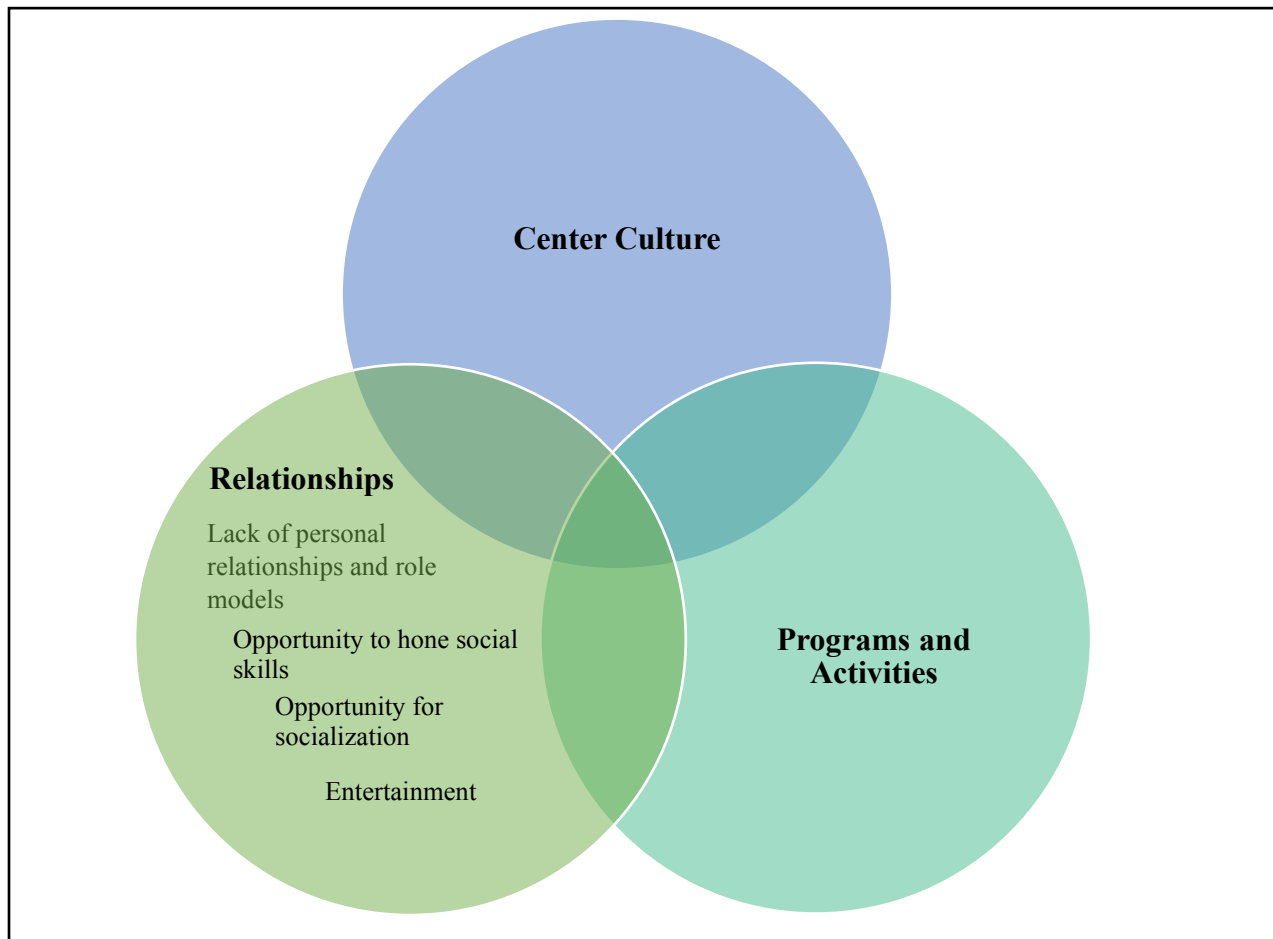 Center Culture
Relationships
Lack of personal
relationships and role
models
Opportunity to hone social
skills
Opportunity for
socialization
Entertainment
Programs and
Activities